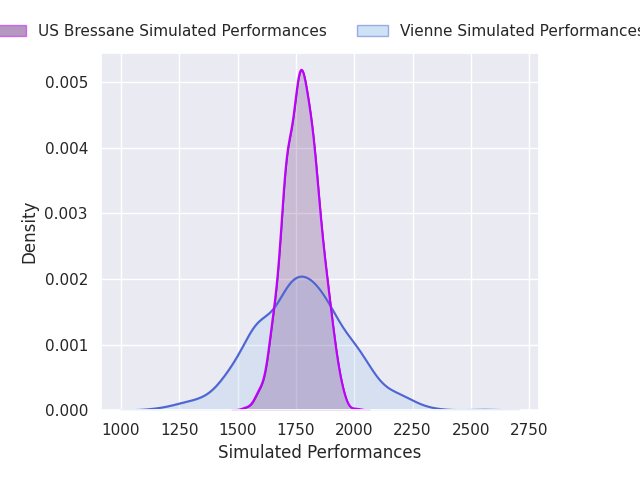 US Bressane Simulated Performances Vienne Simulated Performances
0.005
0.004
0.003
0.002
0.001
0.000
Density
1000 1250 1500 1750 2000 2250 2500 2750
Simulated Performances